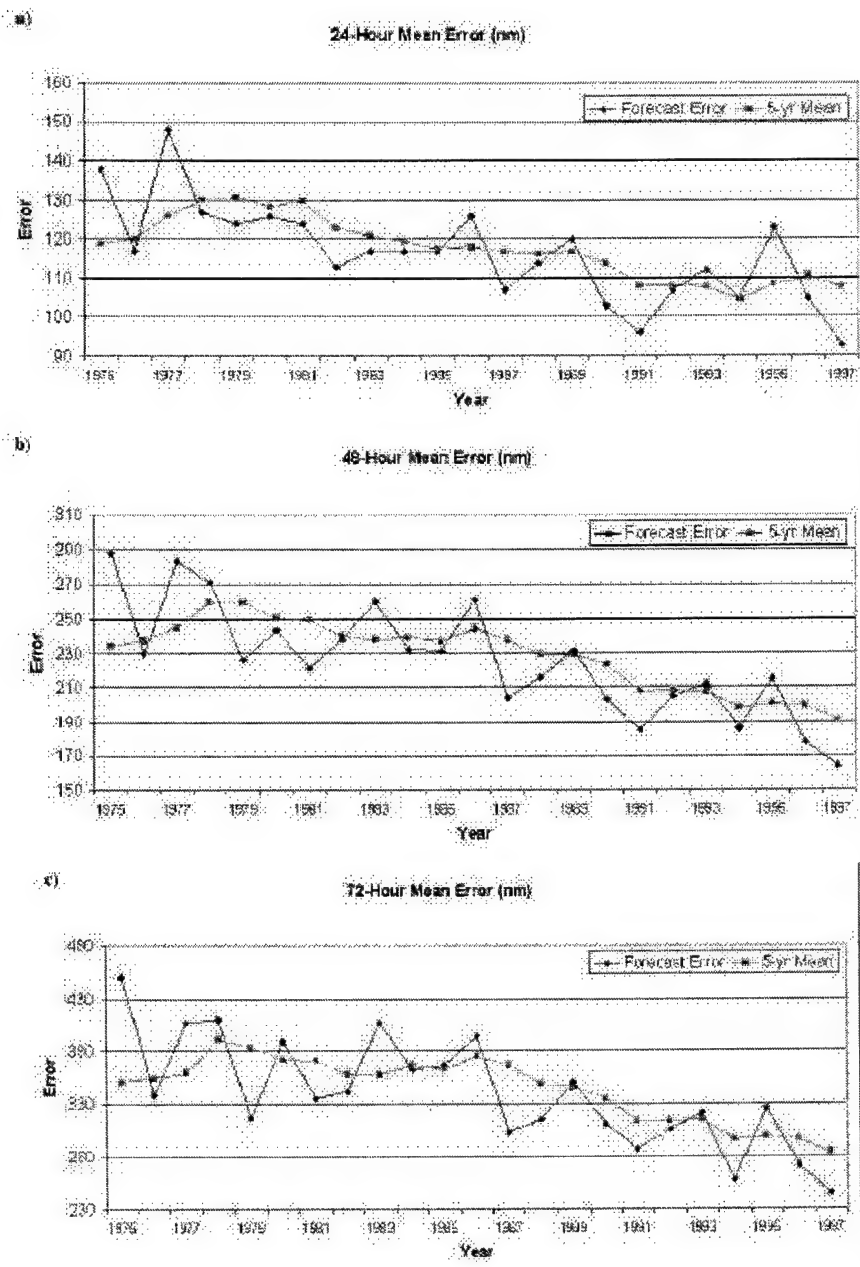 a)
24-Hour Mean Error (nm)
160
150
140
130
120
110
100
90
Error
Forecast Error 5-yr Mean
1975 1977 1979 1981 1983 1985 1987 1989 1991 1993 1995 1997
Year
b)
48-Hour Mean Error (nm)
310
290
270
250
230
210
190
170
150
Error
Forecast Error 5-yr Mean
1975 1977 1979 1981 1983 1985 1987 1989 1991 1993 1995 1997
Year
c)
72-Hour Mean Error (nm)
480
430
380
330
280
230
Error
Forecast Error 5-yr Mean
1975 1977 1979 1981 1983 1985 1987 1989 1991 1993 1995 1997
Year